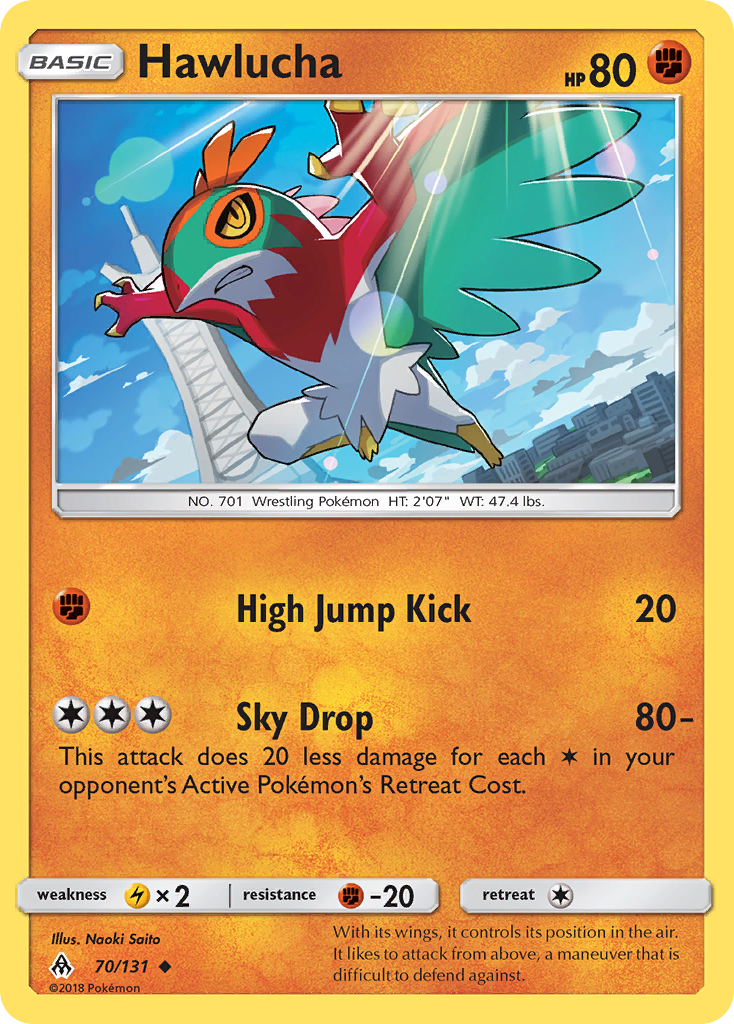 BASIC Hawlucha HP 80
NO. 701 Wrestling Pokémon HT: 2'07" WT: 47.4 lbs.
High Jump Kick 20
Sky Drop 80-
This attack does 20 less damage for each in your
opponent's Active Pokémon's Retreat Cost.
weakness ×2 resistance -20 retreat
Illus. Naoki Saito
70/131
©2018 Pokémon
With its wings, it controls its position in the air.
It likes to attack from above, a maneuver that is
difficult to defend against.